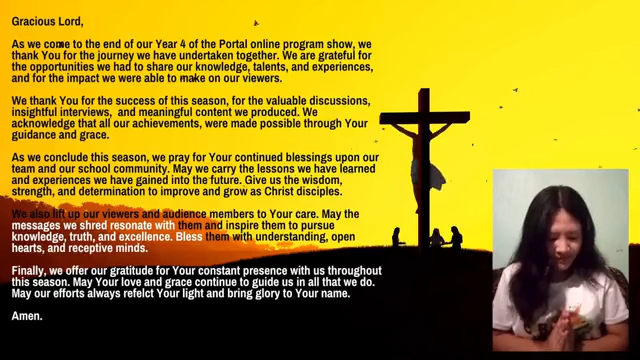 Gracious Lord,
As we come to the end of our Year 4 of the Portal online program show, we
thank You for the journey we have undertaken together. We are grateful for
the opportunities we had to share our knowledge, talents, and experiences,
and for the impact we were able to make on our viewers.
We thank You for the success of this season, for the valuable discussions,
insightful interviews, and meaningful content we produced. We
acknowledge that all our achievements, were made possible through Your
guidance and grace.
As we conclude this season, we pray for Your continued blessings upon our
team and our school community. May we carry the lessons we have learned
and experiences we have gained into the future. Give us the wisdom,
strength, and determination to improve and grow as Christ disciples.
We also lift up our viewers and audience members to Your care. May the
messages we shred resonate with them and inspire them to pursue
knowledge, truth, and excellence. Bless them with understanding, open
hearts, and receptive minds.
Finally, we offer our gratitude for Your constant presence with us throughout
this season. May Your love and grace continue to guide us in all that we do.
May our efforts always refelct Your light and bring glory to Your name.
Amen.